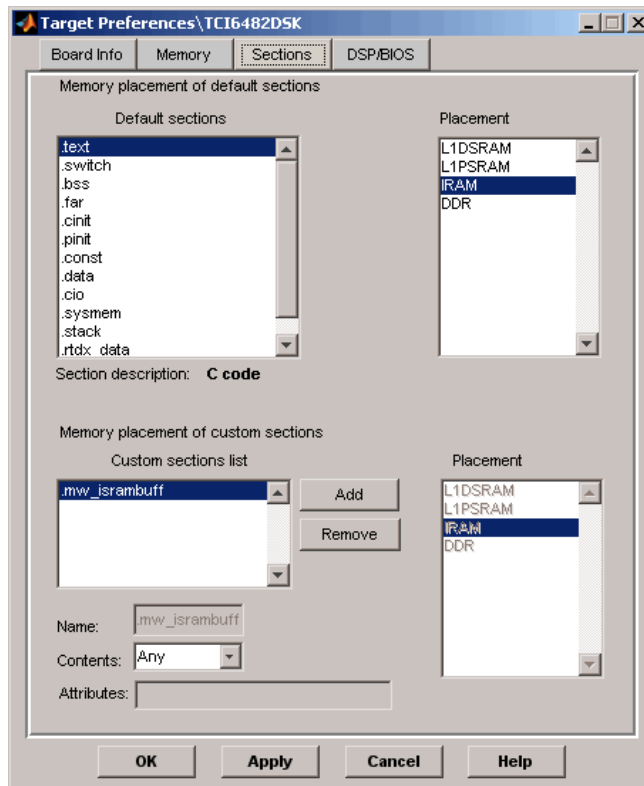 Target Preferences\TCI6482DSK
Board Info Memory Sections DSP/BIOS
Memory placement of default sections
Default sections Placement
.text L1DSRAM
.switch L1PSRAM
.bss IRAM
.far DDR
.cinit
.pinit
.const
.data
.cio
.sysmem
.stack
.rtdx_data
Section description: C code
Memory placement of custom sections
Custom sections list Placement
.mw_isrambuff Add L1DSRAM
L1PSRAM
Remove IRAM
DDR
Name: .mw_isrambuff
Contents: Any
Attributes:
OK Apply Cancel Help